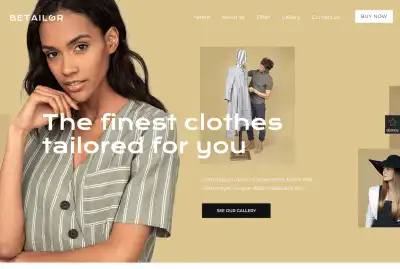 BETAILOR
Home About us Offer Gallery Contact us BUY NOW
The finest clothes
tailored for you
SEE OUR GALLERY